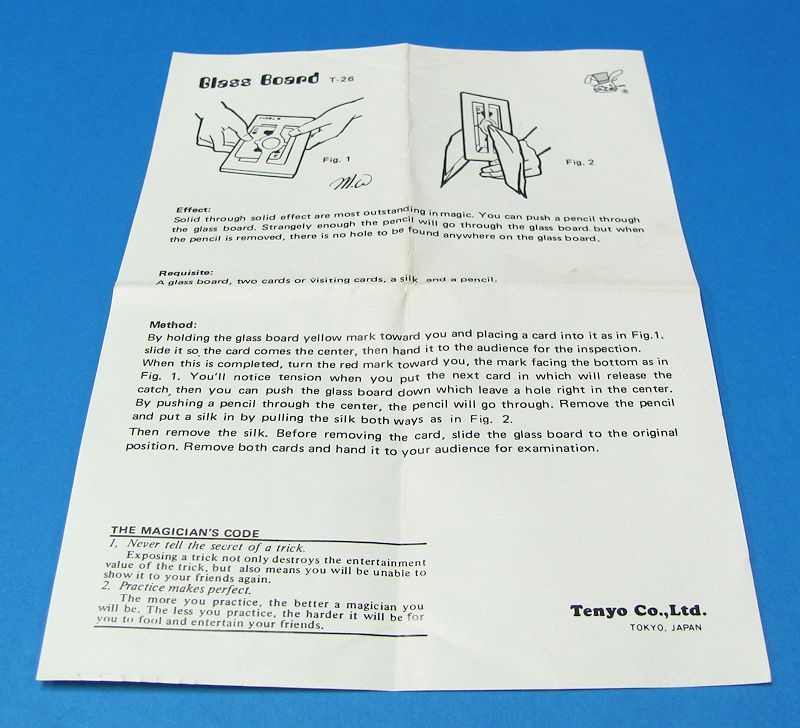 Glass Board T-26
®
Fig. 1
M.W
Fig. 2
Effect:
Solid through solid effect are most outstanding in magic. You can push a pencil through
the glass board. Strangely enough the pencil will go through the glass board but when
the pencil is removed, there is no hole to be found anywhere on the glass board.
Requisite:
A glass board, two cards or visiting cards, a silk and a pencil.
Method:
By holding the glass board yellow mark toward you and placing a card into it as in Fig.1,
slide it so the card comes the center, then hand it to the audience for the inspection.
When this is completed, turn the red mark toward you, the mark facing the bottom as in
Fig. 1. You'll notice tension when you put the next card in which will release the
catch, then you can push the glass board down which leave a hole right in the center.
By pushing a pencil through the center, the pencil will go through. Remove the pencil
and put a silk in by pulling the silk both ways as in Fig. 2.
Then remove the silk. Before removing the card, slide the glass board to the original
position. Remove both cards and hand it to your audience for examination.
THE MAGICIAN'S CODE
1. Never tell the secret of a trick.
Exposing a trick not only destroys the entertainment
value of the trick, but also means you will be unable to
show it to your friends again.
2. Practice makes perfect.
The more you practice, the better a magician you
will be. The less you practice, the harder it will be for
you to fool and entertain your friends.
Tenyo Co.,Ltd.
TOKYO, JAPAN